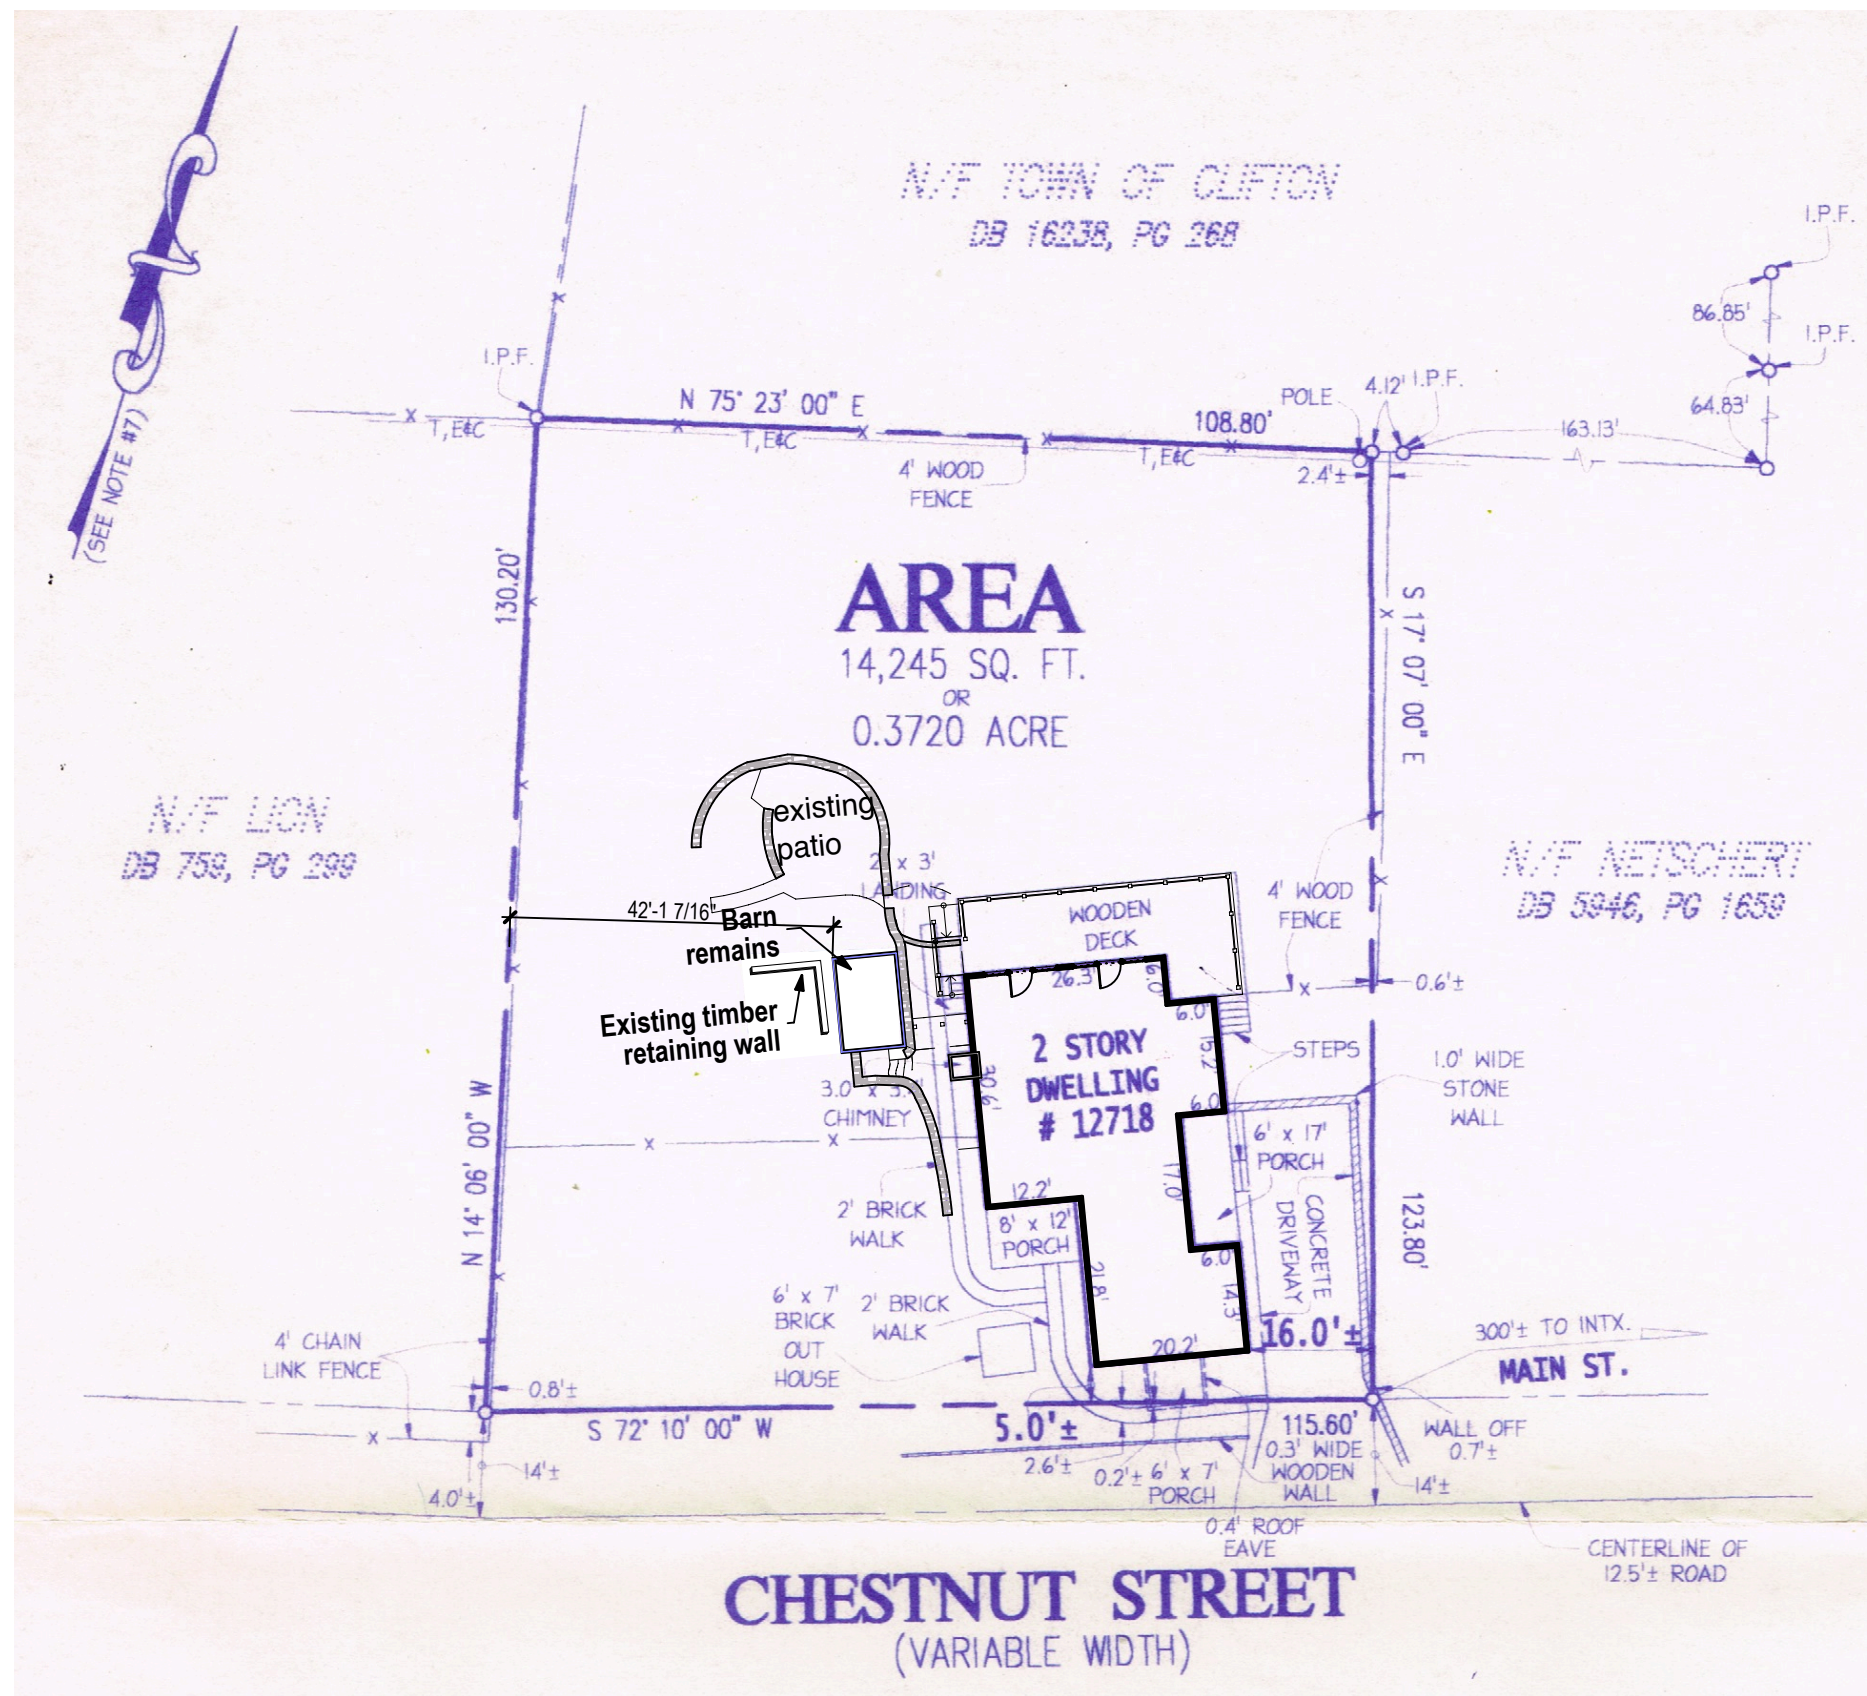 N/F TOWN OF CLIFTON
DB 16238, PG 268
I.P.F.
86.85'
I.P.F.
64.83'
163.13'
(SEE NOTE #7)
I.P.F.
N 75° 23' 00" E
108.80'
POLE
4.12'
I.P.F.
T,E&C
T,E&C
T,E&C
2.4'±
4' WOOD
FENCE
130.20'
AREA
14,245 SQ. FT.
OR
0.3720 ACRE
S 17° 07' 00" E
N/F LION
DB 759, PG 299
existing
patio
x 3'
LANDING
42'-1 7/16"
Barn
remains
Existing timber
retaining wall
WOODEN
DECK
4' WOOD
FENCE
N/F NETSCHERT
DB 5946, PG 1659
0.6'±
26.3'
6.0'
6.0'
15.2'
2 STORY
DWELLING
# 12718
30.6'
STEPS
1.0' WIDE
STONE
WALL
3.0' x
CHIMNEY
6.0'
6' x 17'
PORCH
17.0'
12.2'
8' x 12'
PORCH
2' BRICK
WALK
CONCRETE
DRIVEWAY
123.80'
N 14° 06' 00" W
6.0'
21.8'
14.3'
6' x 7'
BRICK
OUT
HOUSE
2' BRICK
WALK
20.2'
16.0'±
300'± TO INTX.
MAIN ST.
4' CHAIN
LINK FENCE
0.8'±
S 72° 10' 00" W
5.0'±
115.60'
WALL OFF
0.7'±
0.3' WIDE
WOODEN
WALL
2.6'±
0.2'±
6' x 7'
PORCH
14'±
14'±
4.0'±
0.4' ROOF
EAVE
CENTERLINE OF
12.5'± ROAD
CHESTNUT STREET
(VARIABLE WIDTH)